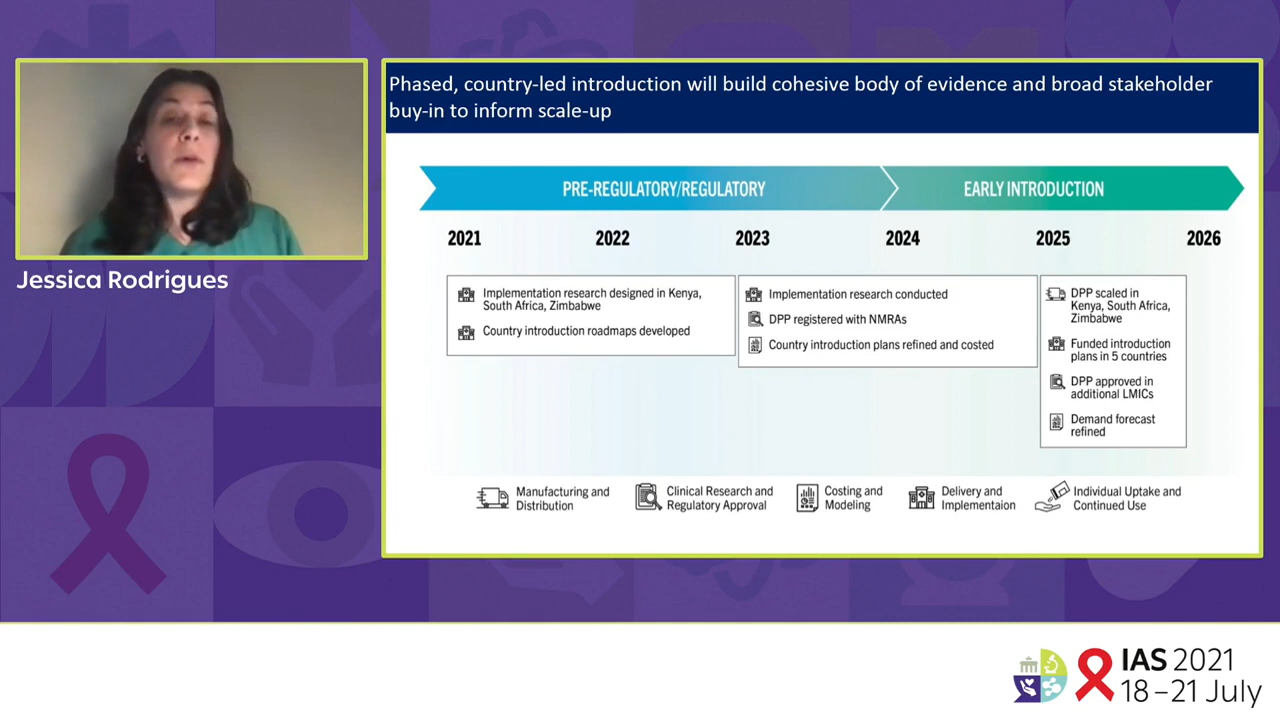 Phased, country-led introduction will build cohesive body of evidence and broad stakeholder
buy-in to inform scale-up
PRE-REGULATORY/REGULATORY
EARLY INTRODUCTION
2021
2022
2023
2024
2025
2026
Implementation research designed in Kenya,
South Africa, Zimbabwe
Country introduction roadmaps developed
Implementation research conducted
DPP registered with NMRAs
Country introduction plans refined and costed
DPP scaled in
Kenya, South Africa,
Zimbabwe
Funded introduction
plans in 5 countries
DPP approved in
additional LMICs
Demand forecast
refined
Manufacturing and
Distribution
Clinical Research and
Regulatory Approval
Costing and
Modeling
Delivery and
Implementaion
Individual Uptake and
Continued Use
Jessica Rodrigues
IAS 2021
18–21 July